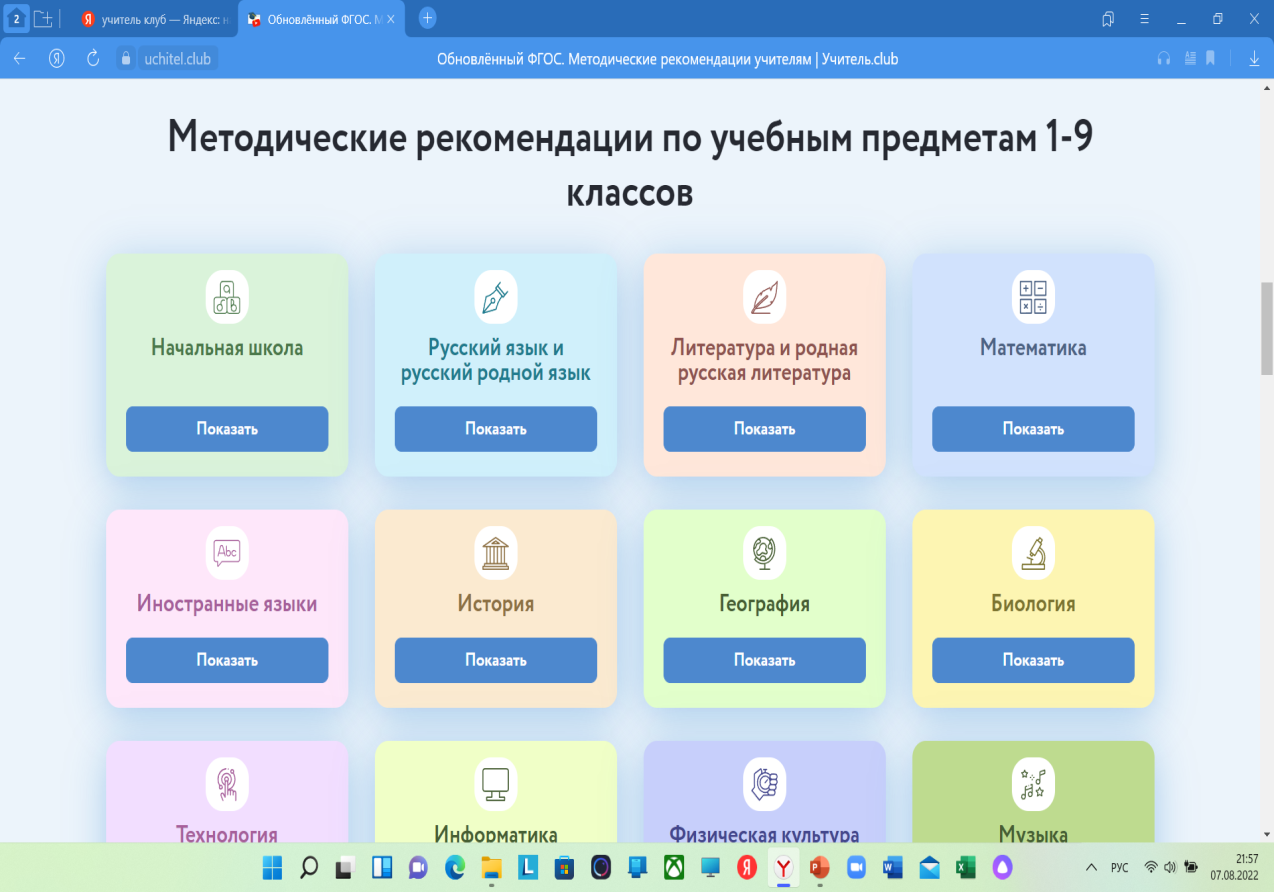 2
учитель клуб — Яндекс: н
Обновлённый ФГОС. М
uchitel.club
Обновлённый ФГОС. Методические рекомендации учителям | Учитель.club
Методические рекомендации по учебным предметам 1-9
классов
Начальная школа
Показать
Русский язык и
русский родной язык
Показать
Литература и родная
русская литература
Показать
Математика
Показать
Abc
Иностранные языки
Показать
История
Показать
География
Показать
Биология
Показать
Технология
Информатика
Физическая культура
Музыка
РУС
21:57
07.08.2022